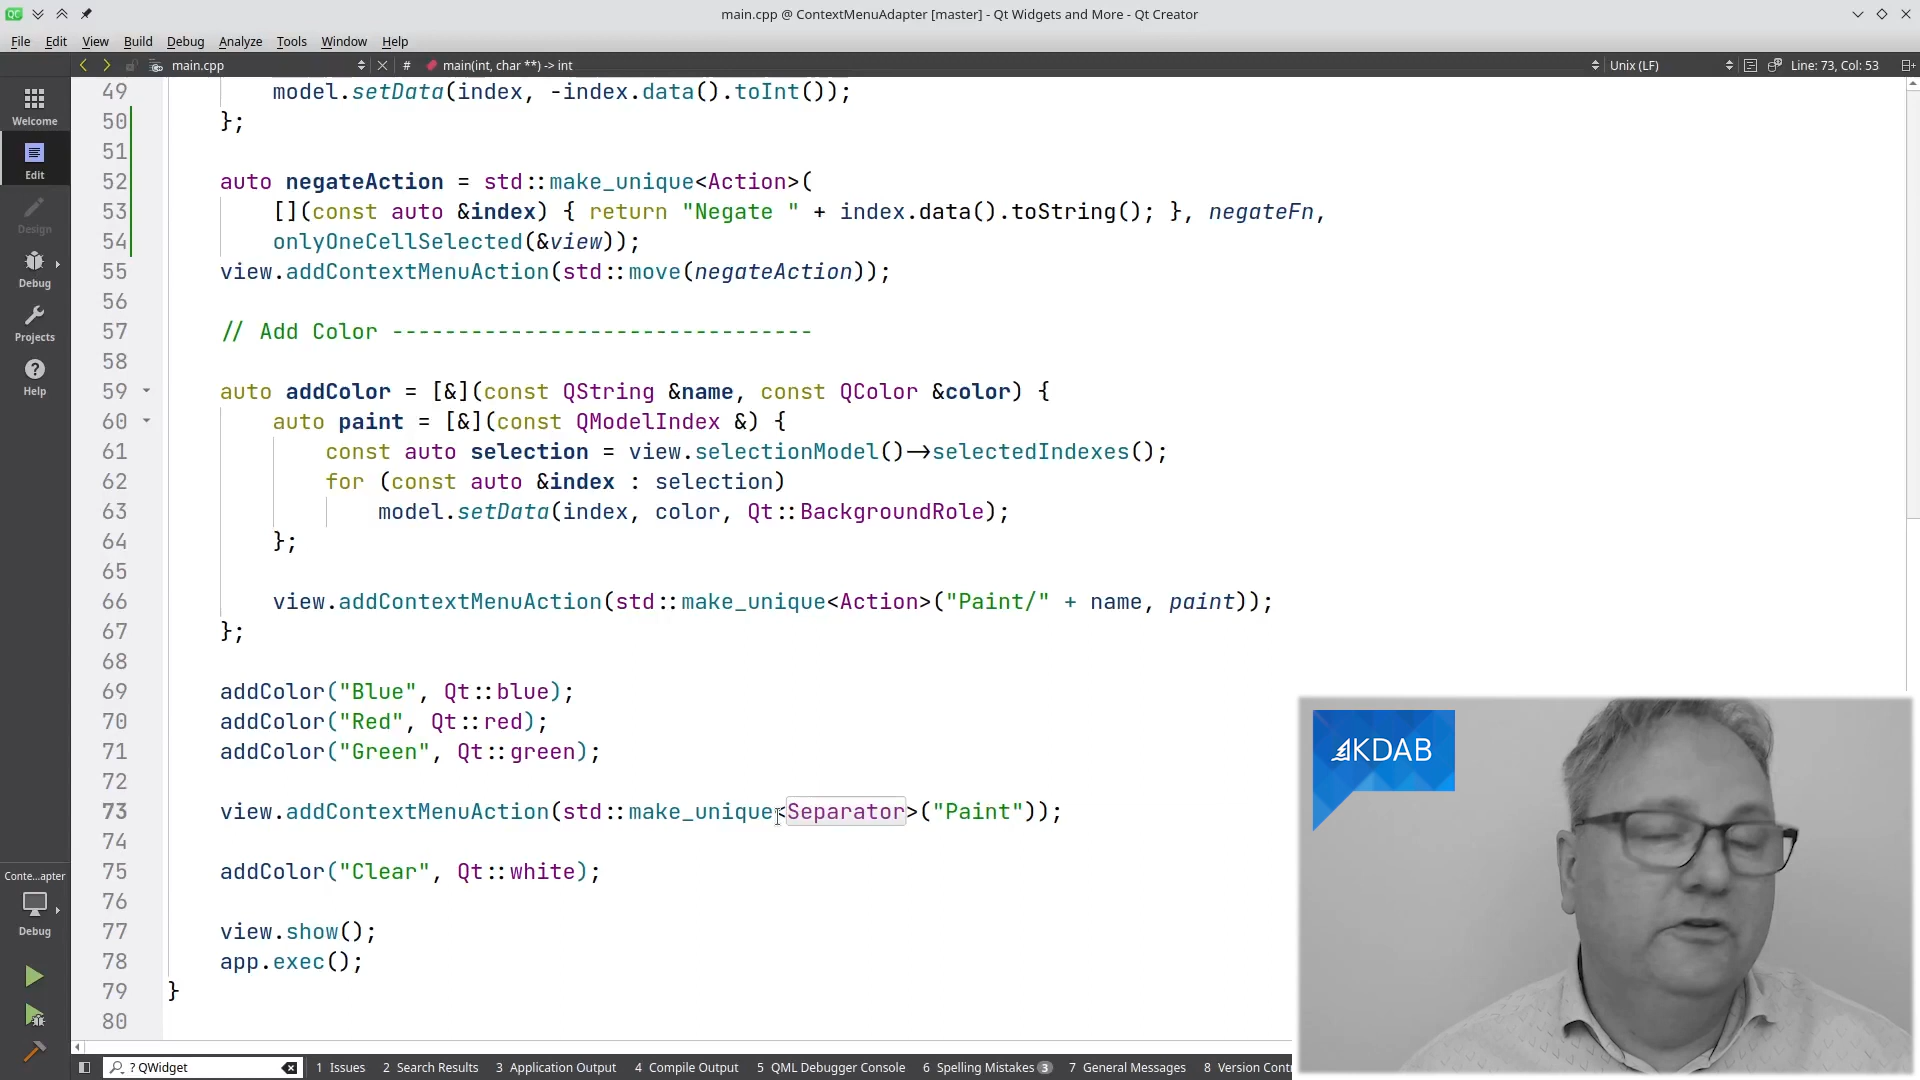 main.cpp @ ContextMenuAdapter [master] - Qt Widgets and More - Qt Creator
File Edit View Build Debug Analyze Tools Window Help
main.cpp # main(int, char **) -> int Unix (LF) Line: 73, Col: 53
Welcome
Edit
Design
Debug
Projects
Help
Conte...apter
Debug
49 model.setData(index, -index.data().toInt());
50 };
51
52 auto negateAction = std::make_unique<Action>(
53 [](const auto &index) { return "Negate " + index.data().toString(); }, negateFn,
54 onlyOneCellSelected(&view));
55 view.addContextMenuAction(std::move(negateAction));
56
57 // Add Color --------------------------------
58
59 auto addColor = [&](const QString &name, const QColor &color) {
60 auto paint = [&](const QModelIndex &) {
61 const auto selection = view.selectionModel()->selectedIndexes();
62 for (const auto &index : selection)
63 model.setData(index, color, Qt::BackgroundRole);
64 };
65
66 view.addContextMenuAction(std::make_unique<Action>("Paint/" + name, paint));
67 };
68
69 addColor("Blue", Qt::blue);
70 addColor("Red", Qt::red);
71 addColor("Green", Qt::green);
72
73 view.addContextMenuAction(std::make_unique<Separator>("Paint"));
74
75 addColor("Clear", Qt::white);
76
77 view.show();
78 app.exec();
79 }
80
KDAB
? QWidget 1 Issues 2 Search Results 3 Application Output 4 Compile Output 5 QML Debugger Console 6 Spelling Mistakes 3 7 General Messages 8 Version Contr